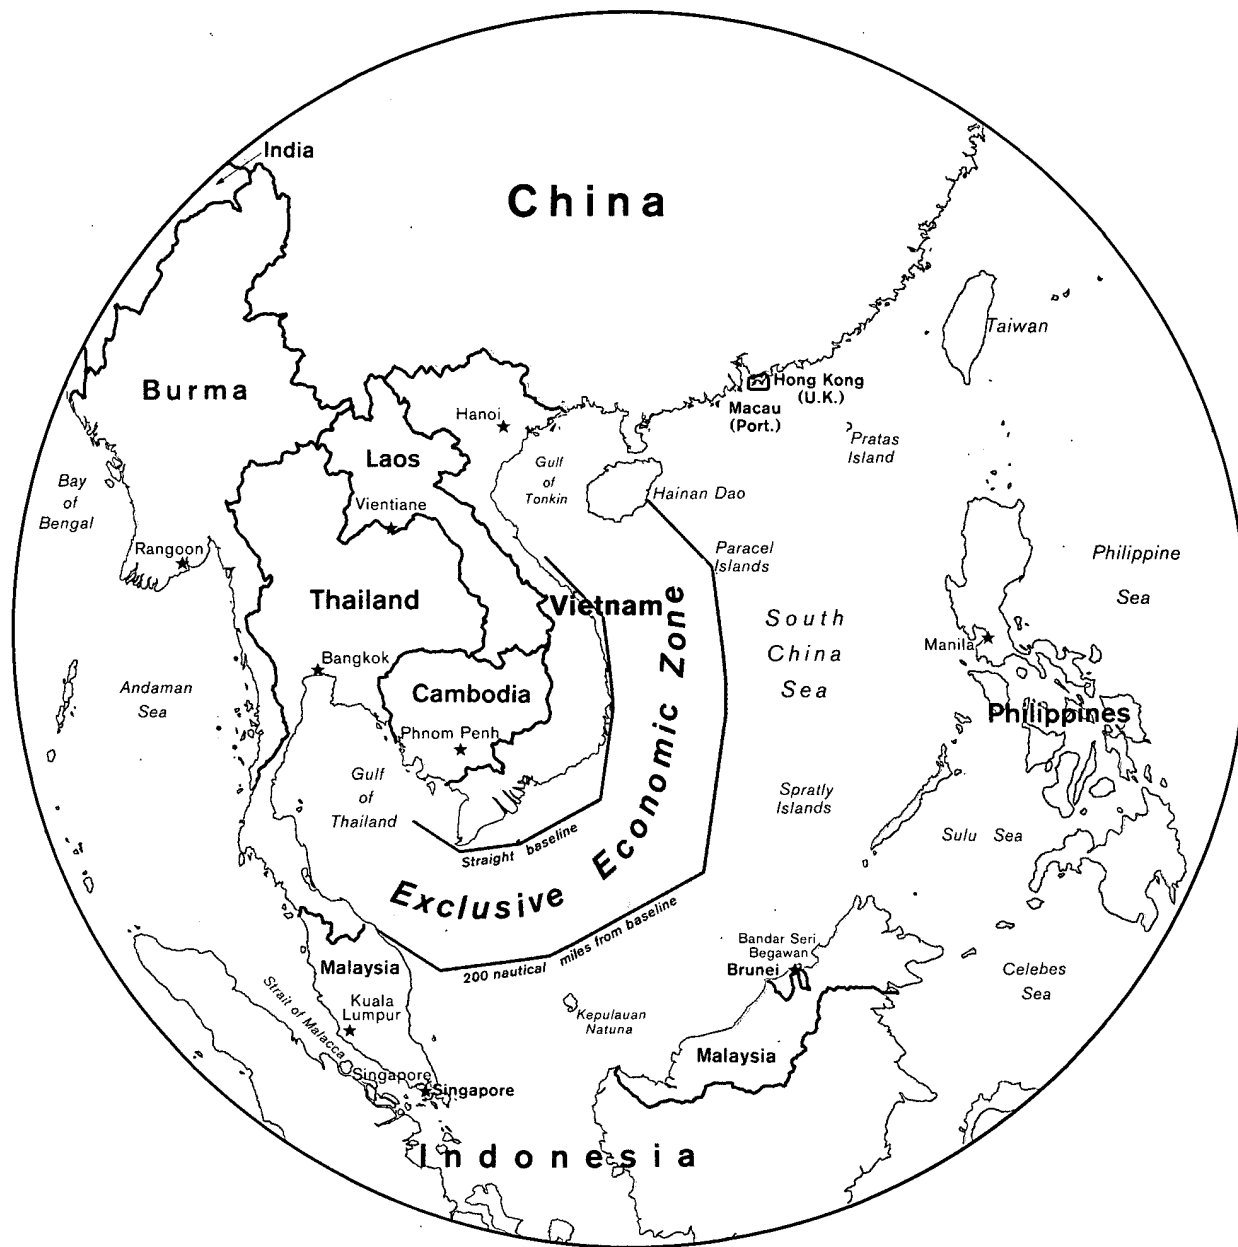 India
China
Taiwan
Burma
Hong Kong
(U.K.)
Macau
(Port.)
Hanoi
Pratas
Island
Laos
Gulf
of
Tonkin
Hainan Dao
Bay
of
Bengal
Vientiane
Rangoon
Paracel
Islands
Philippine
Sea
Thailand
Vietnam
South
China
Sea
Manila
Bangkok
Andaman
Sea
Cambodia
Philippines
Phnom Penh
Gulf
of
Thailand
Spratly
Islands
Sulu Sea
Straight baseline
Exclusive Economic Zone
200 nautical miles from baseline
Bandar Seri
Begawan
Brunei
Malaysia
Celebes
Sea
Strait of Malacca
Kuala
Lumpur
Kepulauan
Natuna
Malaysia
Singapore
Singapore
Indonesia